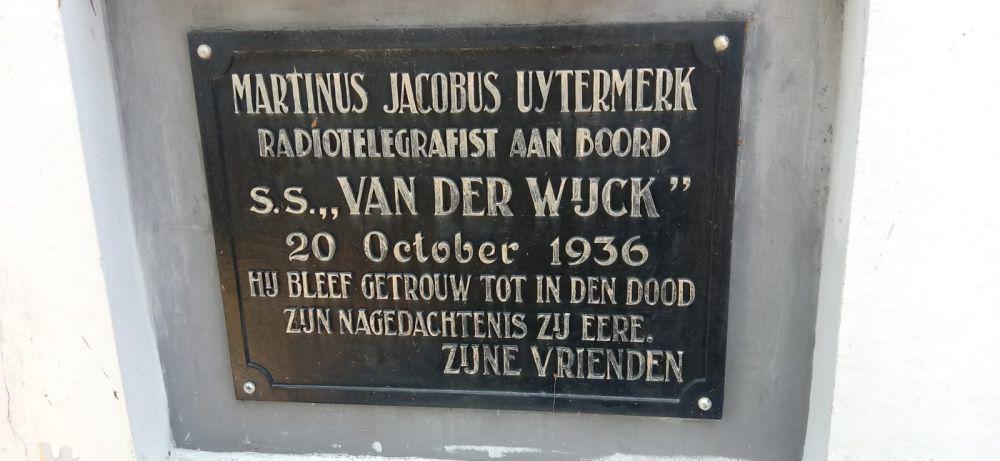 MARTINUS JACOBUS UYTERMERK
RADIOTELEGRAFIST AAN BOORD
S.S. „VAN DER WIJCK”
20 October 1936
HIJ BLEEF GETROUW TOT IN DEN DOOD
ZIJN NAGEDACHTENIS ZIJ EERE.
ZIJNE VRIENDEN